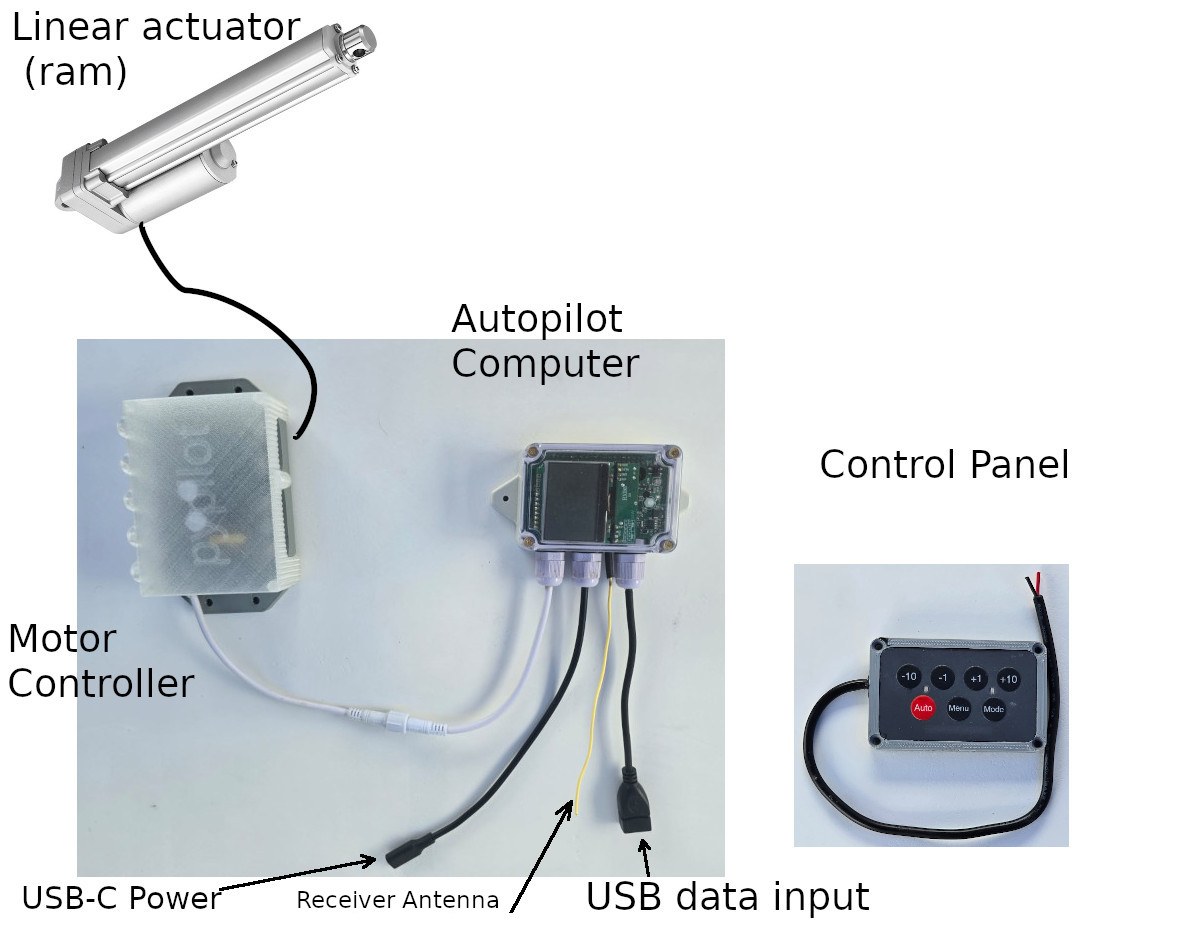 Linear actuator
(ram)
Autopilot
Computer
Control Panel
pypilot
Motor
Controller
-10 -1 +1 +10
Auto Menu Mode
USB-C Power
Receiver Antenna
USB data input